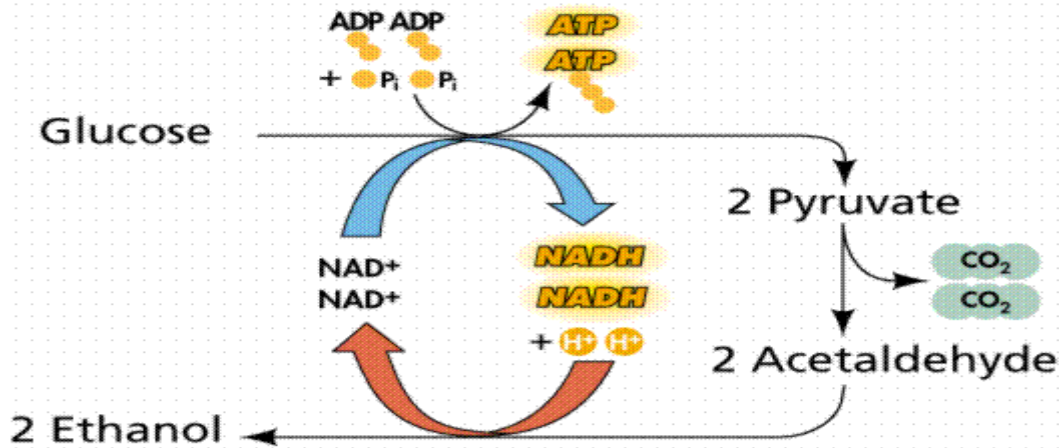 ADP ADP
+ Pi Pi
ATP
ATP
Glucose
2 Pyruvate
CO₂
CO₂
NAD⁺
NAD⁺
NADH
NADH
+ H⁺ H⁺
2 Acetaldehyde
2 Ethanol